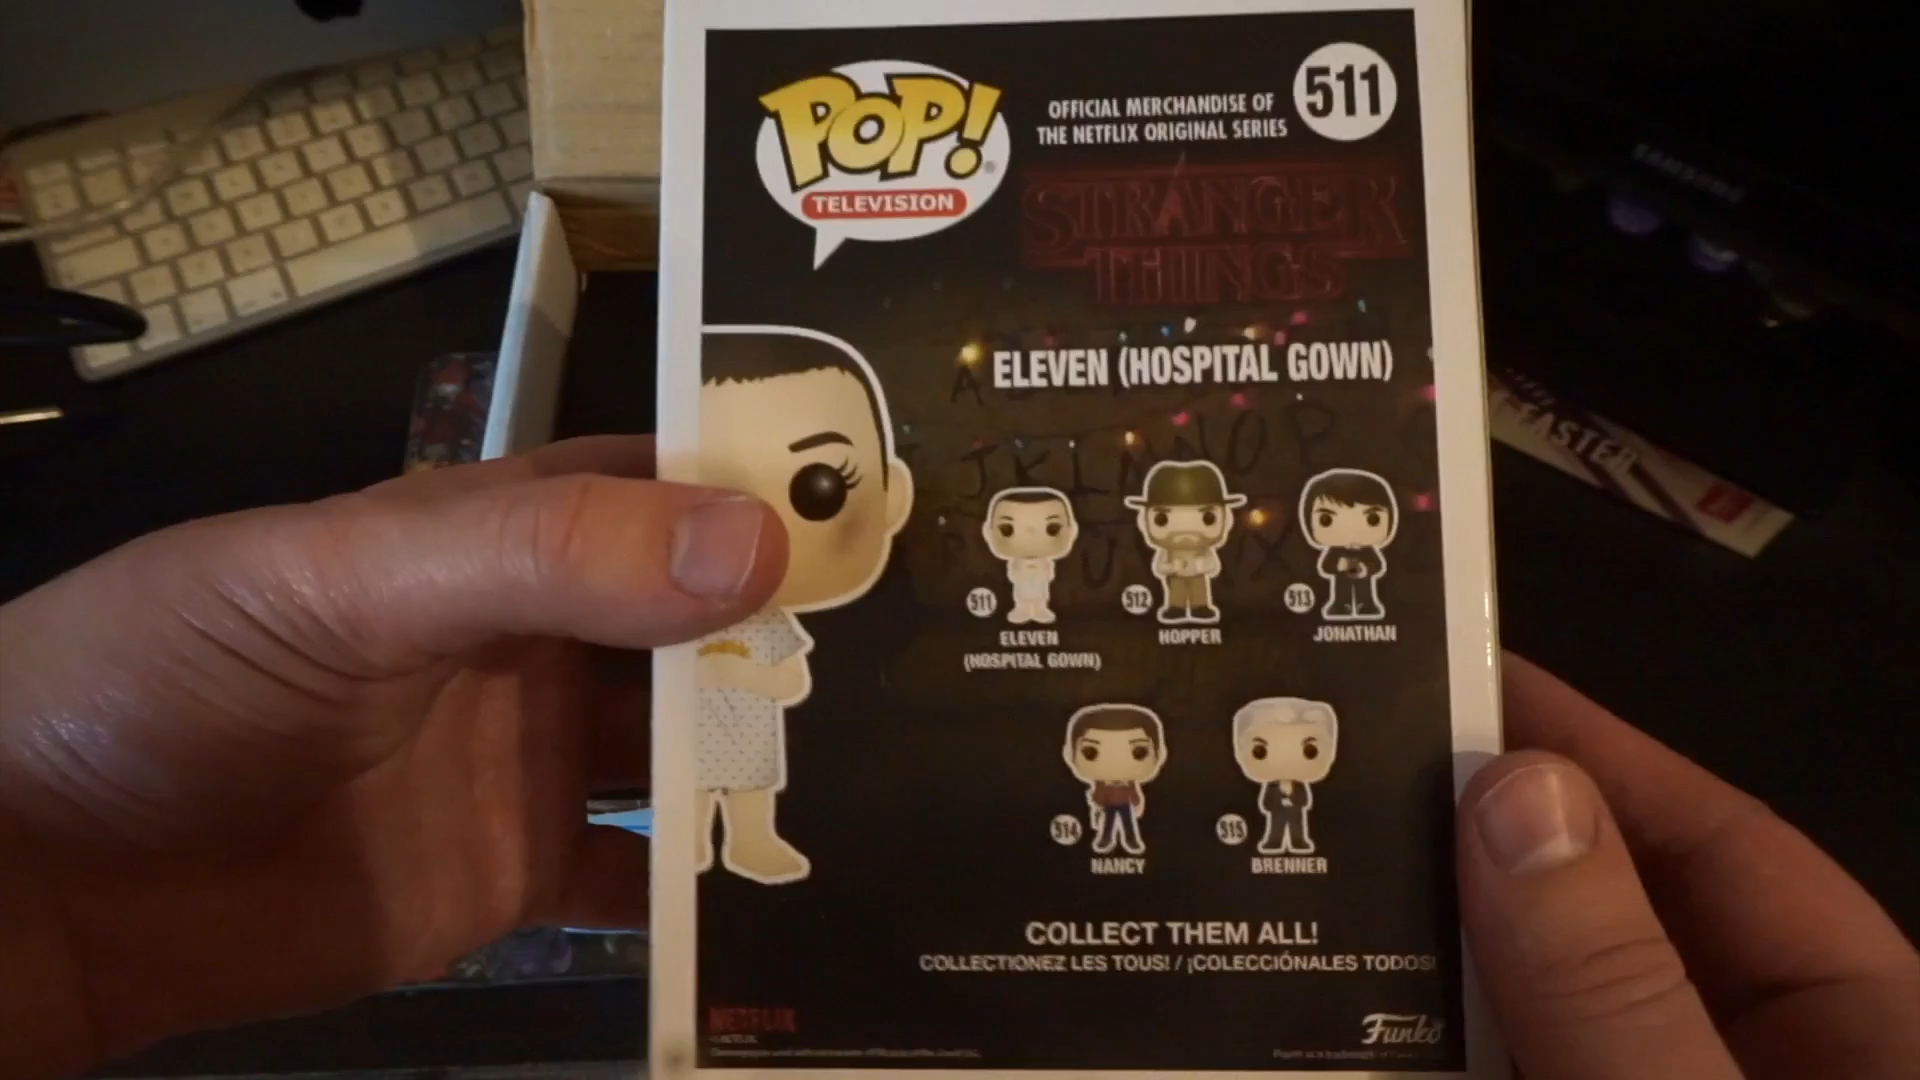 POP!
TELEVISION
OFFICIAL MERCHANDISE OF
THE NETFLIX ORIGINAL SERIES
511
STRANGER
THINGS
ELEVEN (HOSPITAL GOWN)
511
ELEVEN
(HOSPITAL GOWN)
512
HOPPER
513
JONATHAN
514
NANCY
515
BRENNER
COLLECT THEM ALL!
COLLECTIONEZ LES TOUS! / ¡COLECCIÓNALES TODOS!
NETFLIX
Funko
SAMSUNG